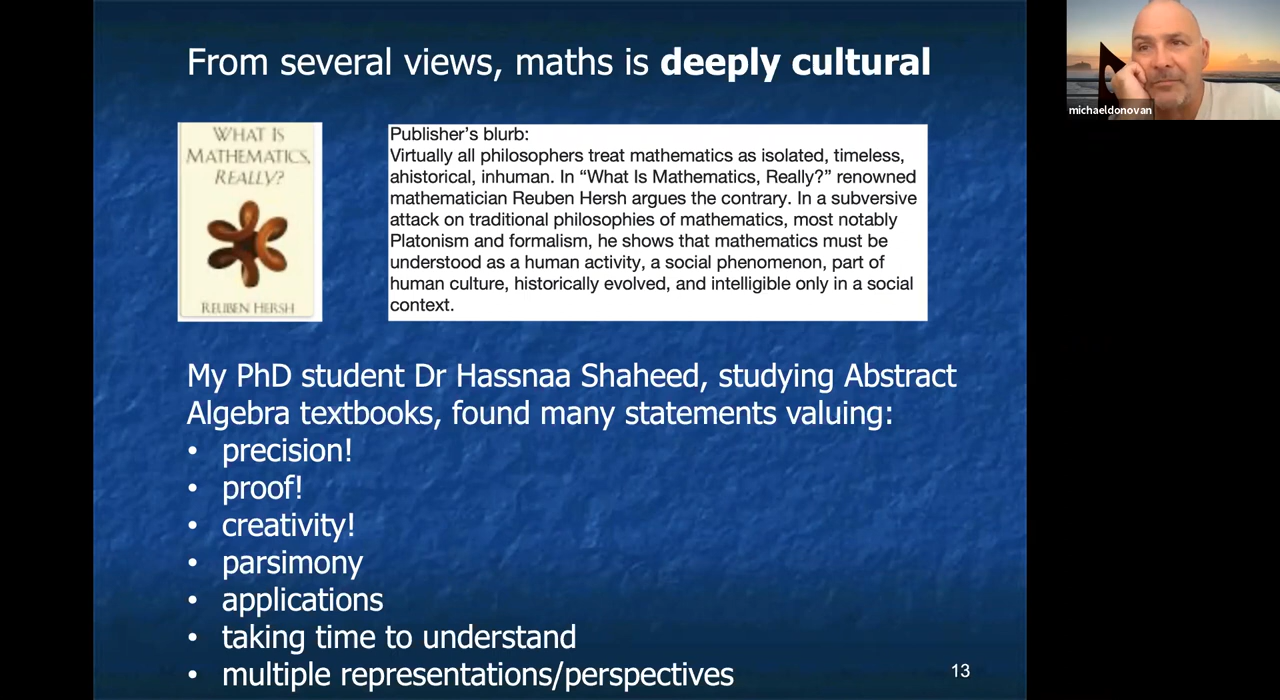 From several views, maths is deeply cultural
WHAT IS
MATHEMATICS,
REALLY?
REUBEN HERSH
Publisher's blurb:
Virtually all philosophers treat mathematics as isolated, timeless,
ahistorical, inhuman. In “What Is Mathematics, Really?” renowned
mathematician Reuben Hersh argues the contrary. In a subversive
attack on traditional philosophies of mathematics, most notably
Platonism and formalism, he shows that mathematics must be
understood as a human activity, a social phenomenon, part of
human culture, historically evolved, and intelligible only in a social
context.
My PhD student Dr Hassnaa Shaheed, studying Abstract
Algebra textbooks, found many statements valuing:
• precision!
• proof!
• creativity!
• parsimony
• applications
• taking time to understand
• multiple representations/perspectives
13
michaeldonovan